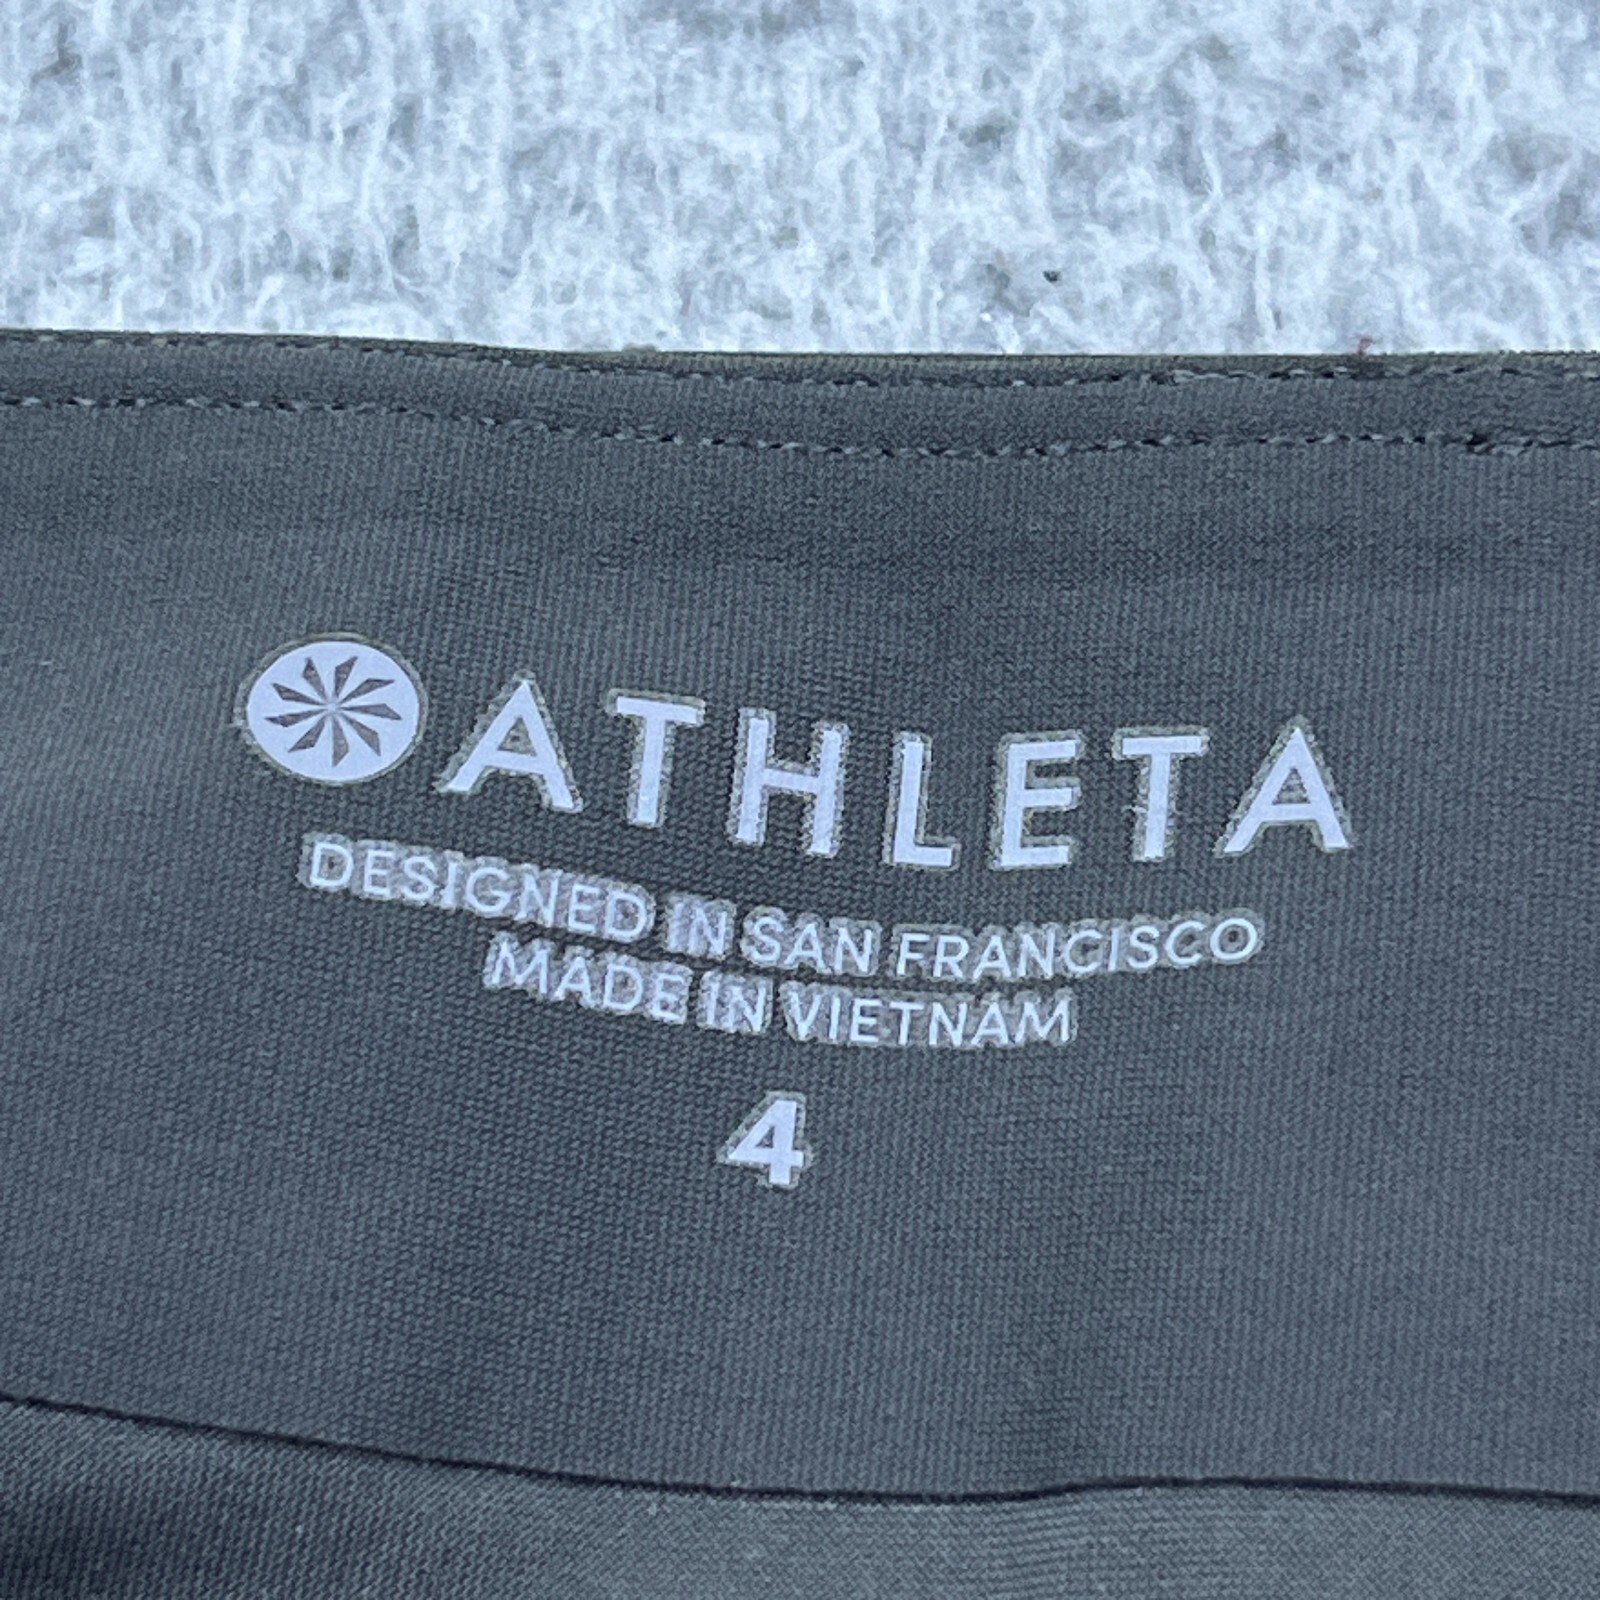 ATHLETA
DESIGNED IN SAN FRANCISCO
MADE IN VIETNAM
4